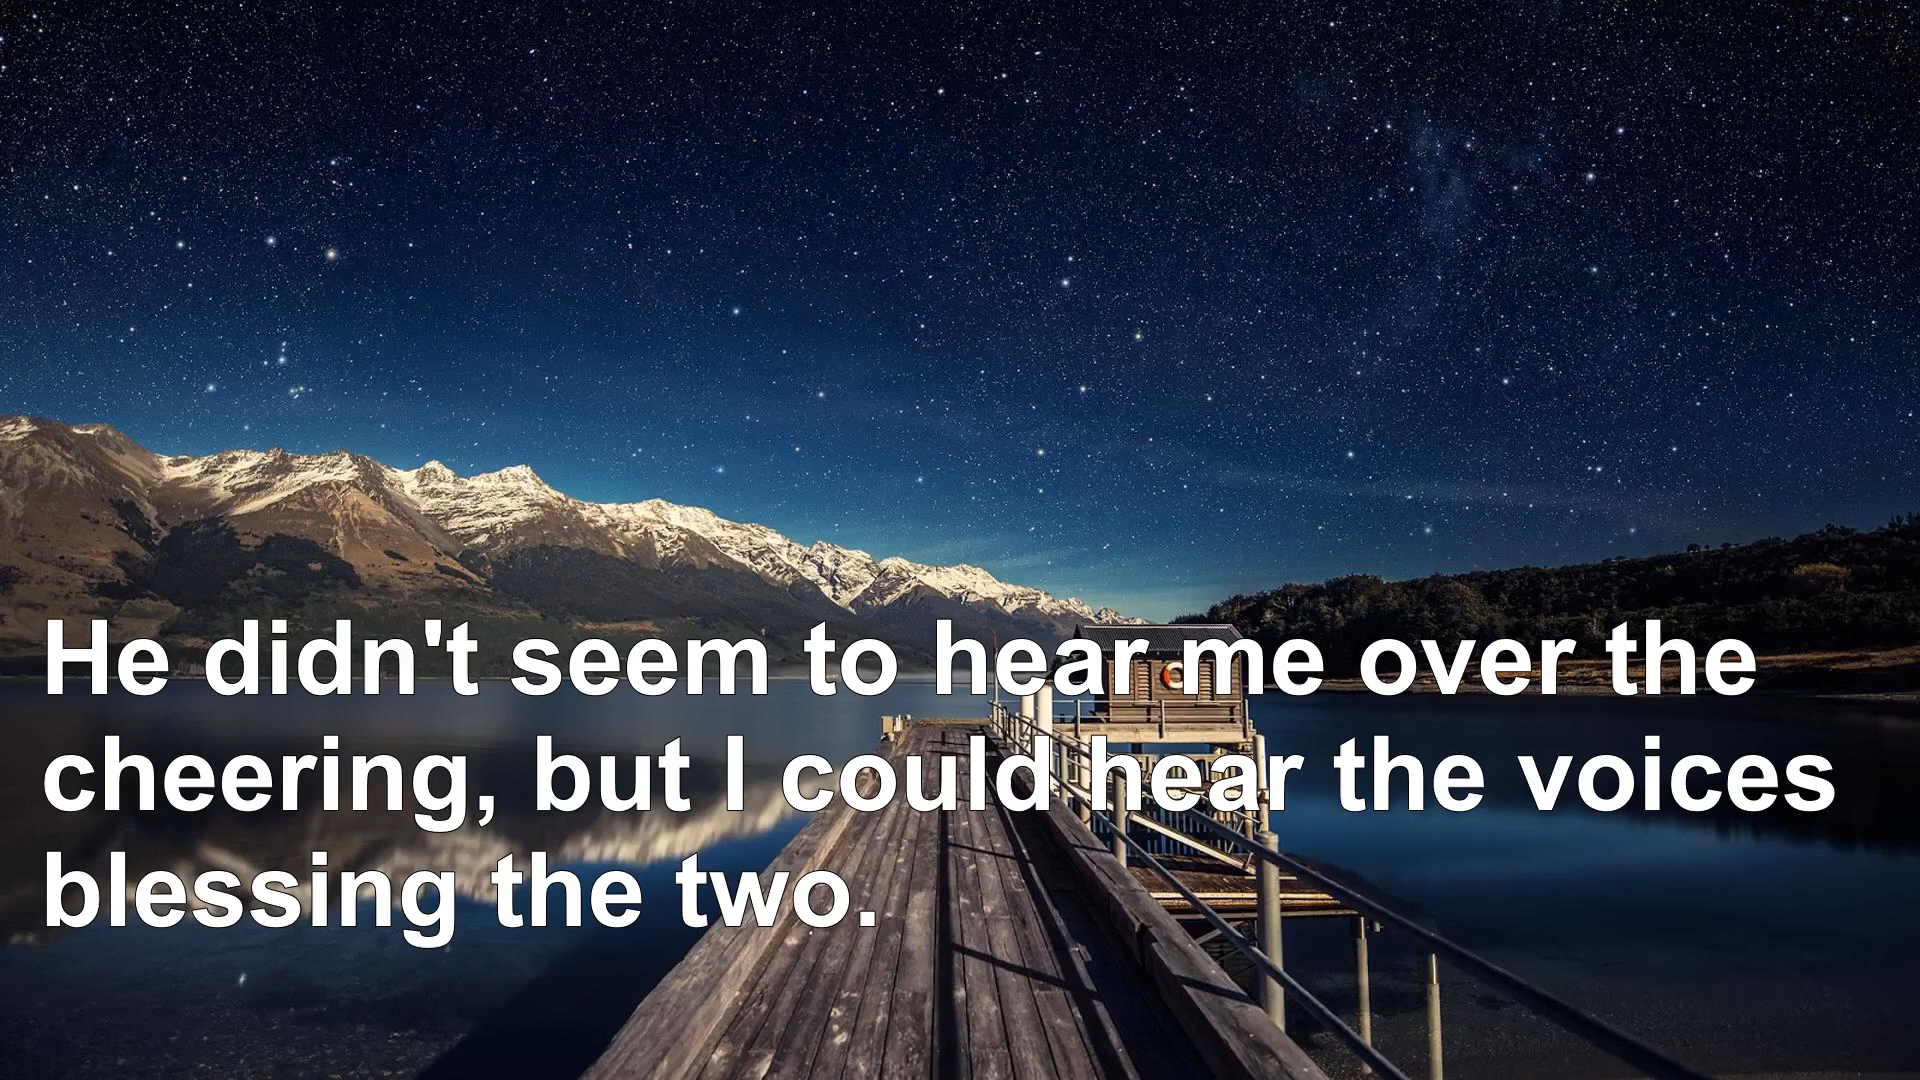 He didn't seem to hear me over the
cheering, but I could hear the voices
blessing the two.